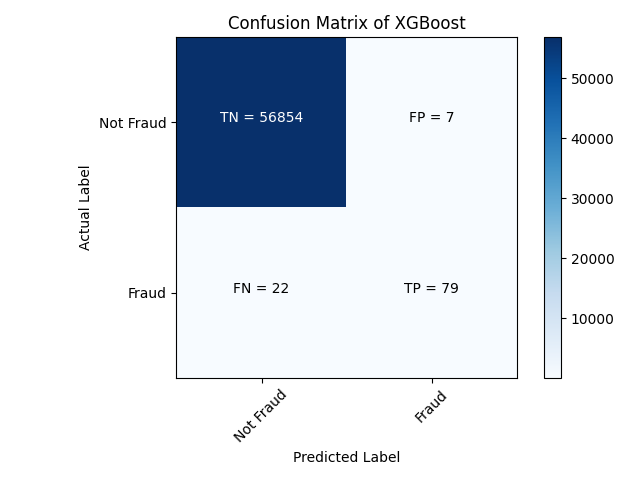 Confusion Matrix of XGBoost
Actual Label
Not Fraud
TN = 56854
FP = 7
Fraud
FN = 22
TP = 79
Not Fraud
Fraud
Predicted Label
50000
40000
30000
20000
10000